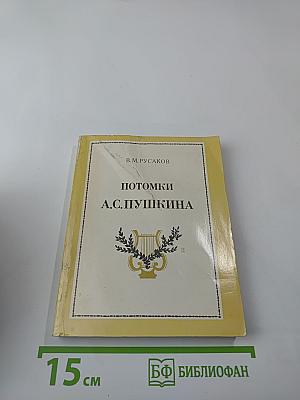 В. М. РУСАКОВ
ПОТОМКИ
А.С.ПУШКИНА
15 см
БФ БИБЛИОФАН